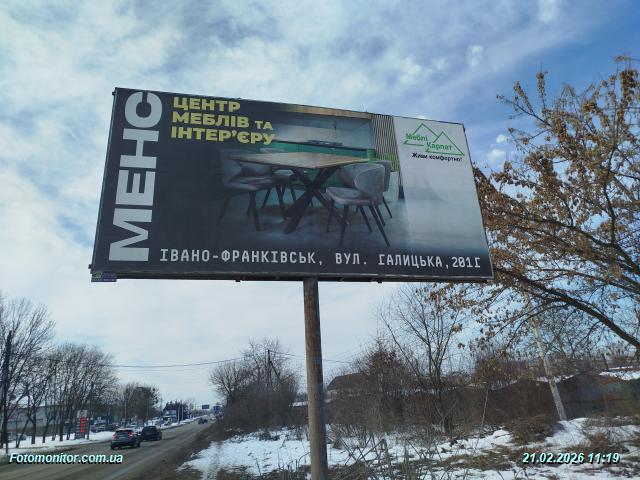 МЕНС
ЦЕНТР
МЕБЛІВ ТА
ІНТЕР'ЄРУ
Меблі
Карпат
Живи комфортно!
ІВАНО-ФРАНКІВСЬК, ВУЛ. ГАЛИЦЬКА,201Г
Fotomonitor.com.ua
21.02.2026 11:19